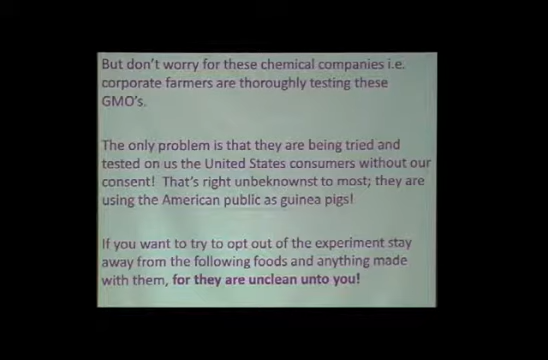 But don't worry for these chemical companies i.e.
corporate farmers are thoroughly testing these
GMO's.
The only problem is that they are being tried and
tested on us the United States consumers without our
consent! That's right unbeknownst to most; they are
using the American public as guinea pigs!
If you want to try to opt out of the experiment stay
away from the following foods and anything made
with them, for they are unclean unto you!